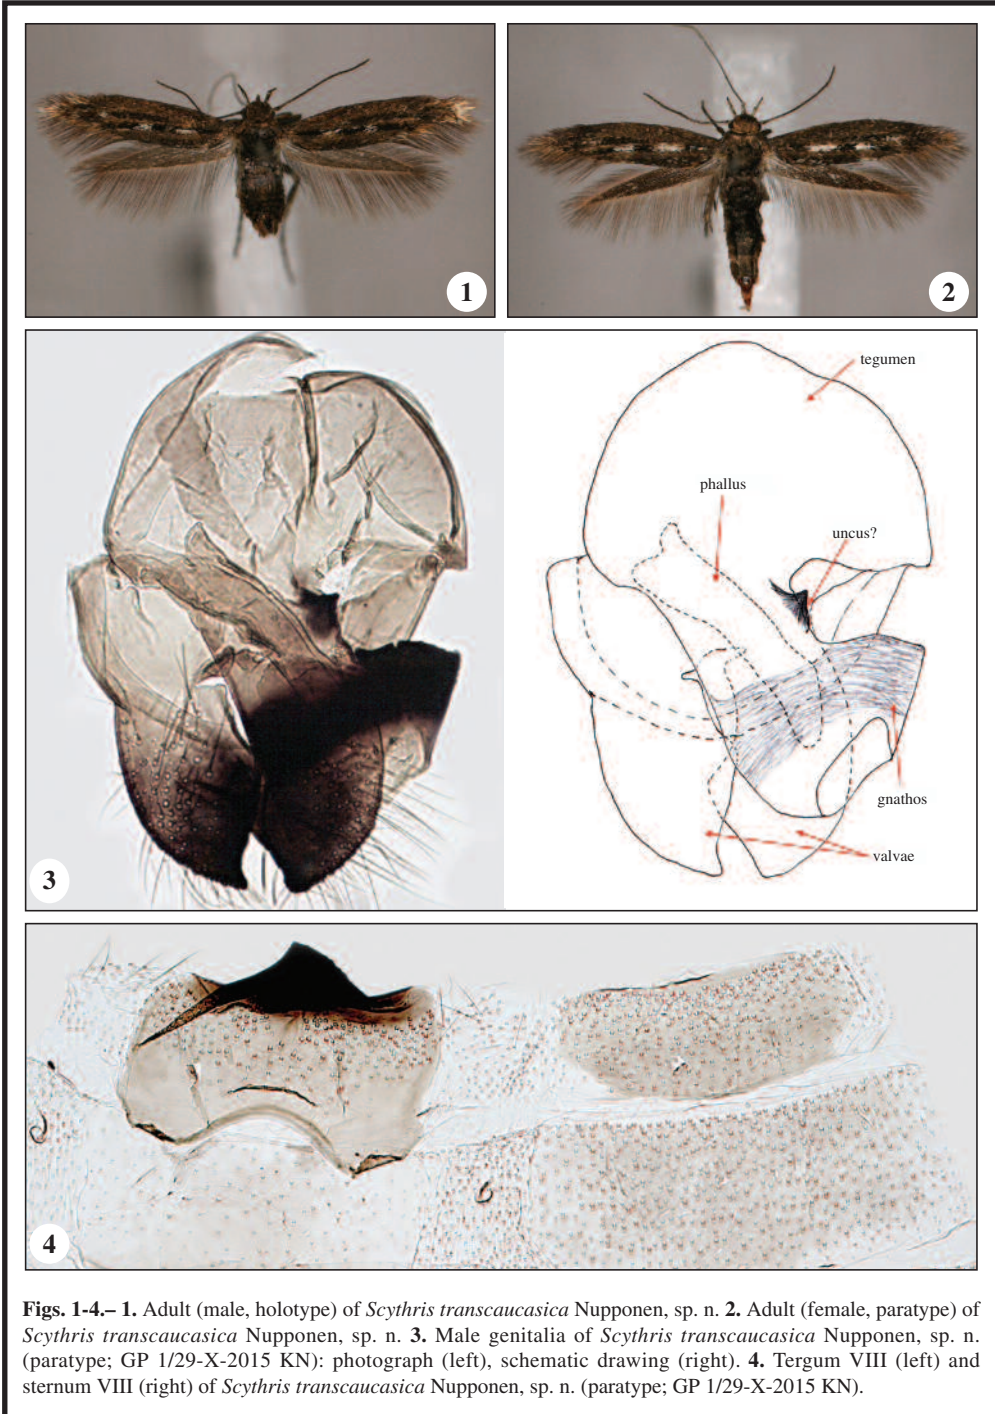 1
2
tegumen
phallus
uncus?
gnathos
valvae
3
4
Figs. 1-4.– 1. Adult (male, holotype) of Scythris transcaucasica Nupponen, sp. n. 2. Adult (female, paratype) of
Scythris transcaucasica Nupponen, sp. n. 3. Male genitalia of Scythris transcaucasica Nupponen, sp. n.
(paratype; GP 1/29-X-2015 KN): photograph (left), schematic drawing (right). 4. Tergum VIII (left) and
sternum VIII (right) of Scythris transcaucasica Nupponen, sp. n. (paratype; GP 1/29-X-2015 KN).